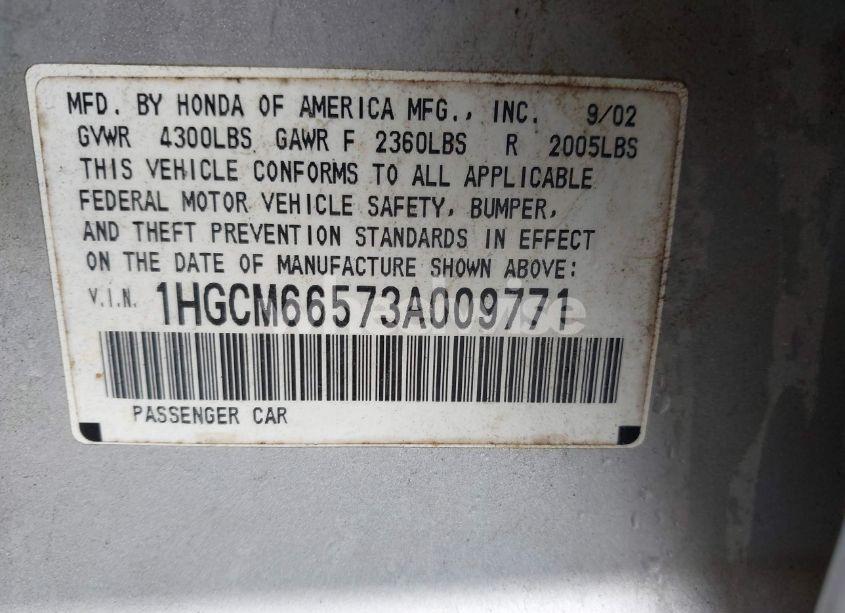 MFD. BY HONDA OF AMERICA MFG., INC. 9/02
GVWR 4300LBS GAWR F 2360LBS R 2005LBS
THIS VEHICLE CONFORMS TO ALL APPLICABLE
FEDERAL MOTOR VEHICLE SAFETY, BUMPER,
AND THEFT PREVENTION STANDARDS IN EFFECT
ON THE DATE OF MANUFACTURE SHOWN ABOVE:
V.I.N. 1HGCM66573A009771
PASSENGER CAR